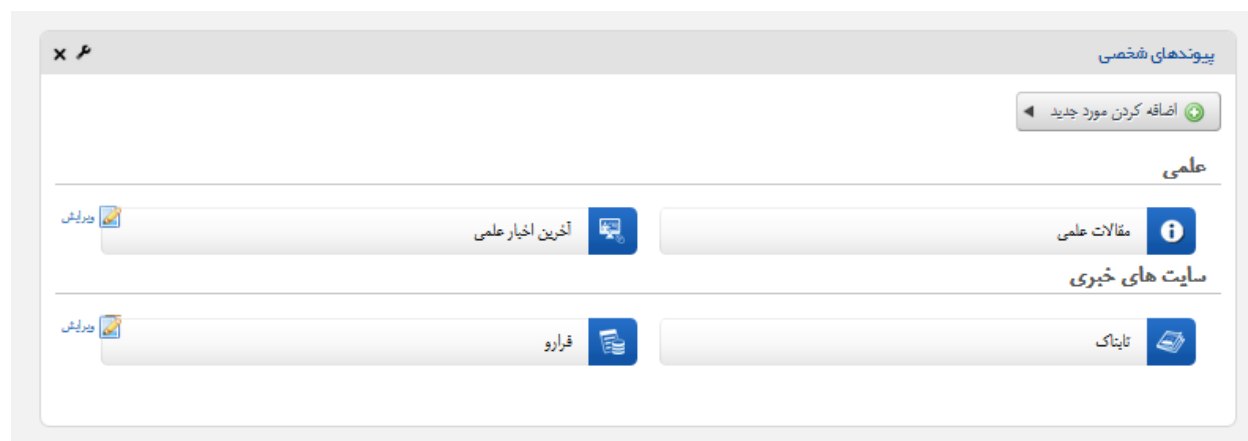 پیوندهای شخصی
اضافه کردن مورد جدید
علمی
مقالات علمی
آخرین اخبار علمی
ویرایش
سایت های خبری
تابناک
فرارو
ویرایش